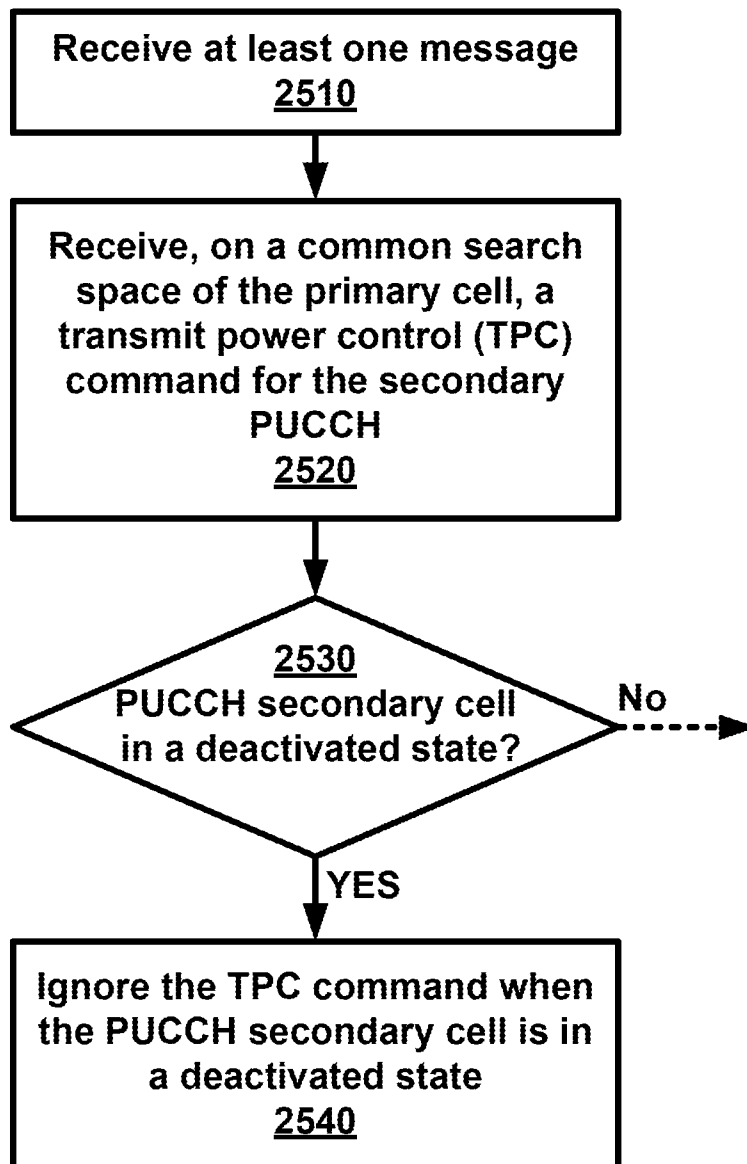 Receive at least one message
2510
Receive, on a common search
space of the primary cell, a
transmit power control (TPC)
command for the secondary
PUCCH
2520
2530
PUCCH secondary cell
in a deactivated state?
No
YES
Ignore the TPC command when
the PUCCH secondary cell is in
a deactivated state
2540